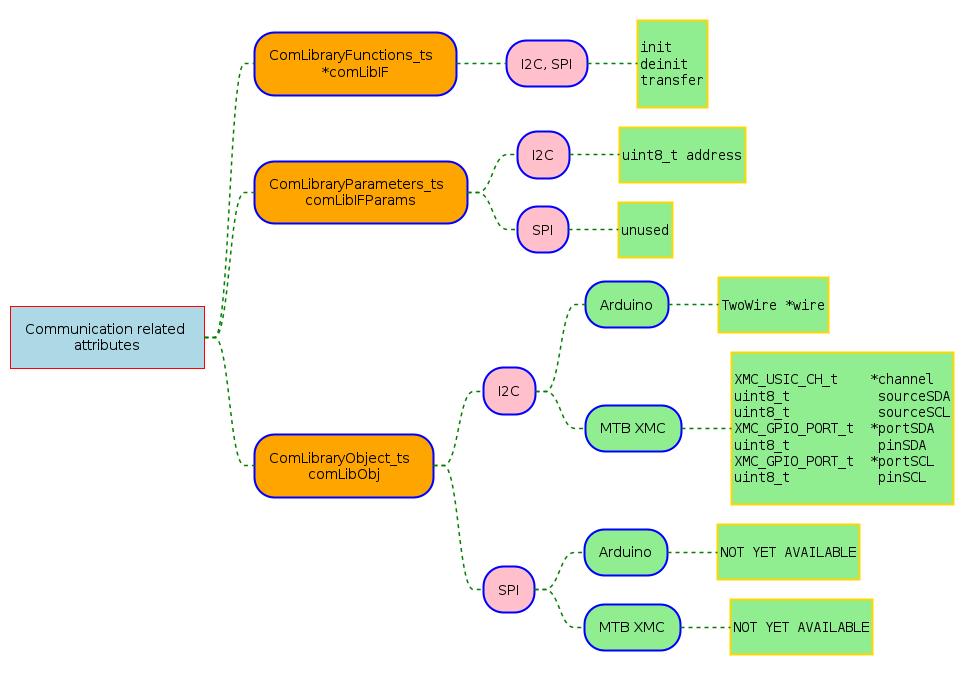 Communication related
attributes
ComLibraryFunctions_ts
*comLibIF
I2C, SPI
init
deinit
transfer
ComLibraryParameters_ts
comLibIFParams
I2C
uint8_t address
SPI
unused
ComLibraryObject_ts
comLibObj
I2C
Arduino
TwoWire *wire
MTB XMC
XMC_USIC_CH_t    *channel
uint8_t           sourceSDA
uint8_t           sourceSCL
XMC_GPIO_PORT_t  *portSDA
uint8_t           pinSDA
XMC_GPIO_PORT_t  *portSCL
uint8_t           pinSCL
SPI
Arduino
NOT YET AVAILABLE
MTB XMC
NOT YET AVAILABLE